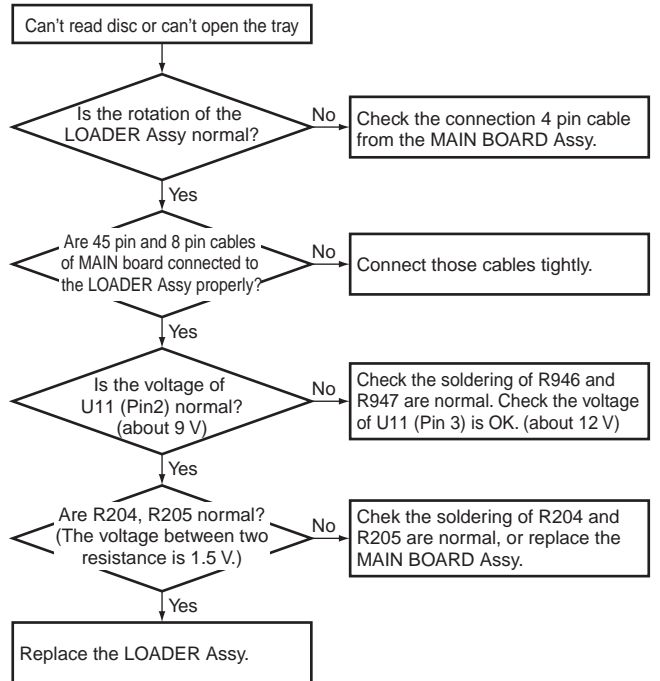 Can't read disc or can't open the tray
Is the rotation of the
LOADER Assy normal?
No
Check the connection 4 pin cable
from the MAIN BOARD Assy.
Yes
Are 45 pin and 8 pin cables
of MAIN board connected to
the LOADER Assy properly?
No
Connect those cables tightly.
Yes
Is the voltage of
U11 (Pin2) normal?
(about 9 V)
No
Check the soldering of R946 and
R947 are normal. Check the voltage
of U11 (Pin 3) is OK. (about 12 V)
Yes
Are R204, R205 normal?
(The voltage between two
resistance is 1.5 V.)
No
Chek the soldering of R204 and
R205 are normal, or replace the
MAIN BOARD Assy.
Yes
Replace the LOADER Assy.